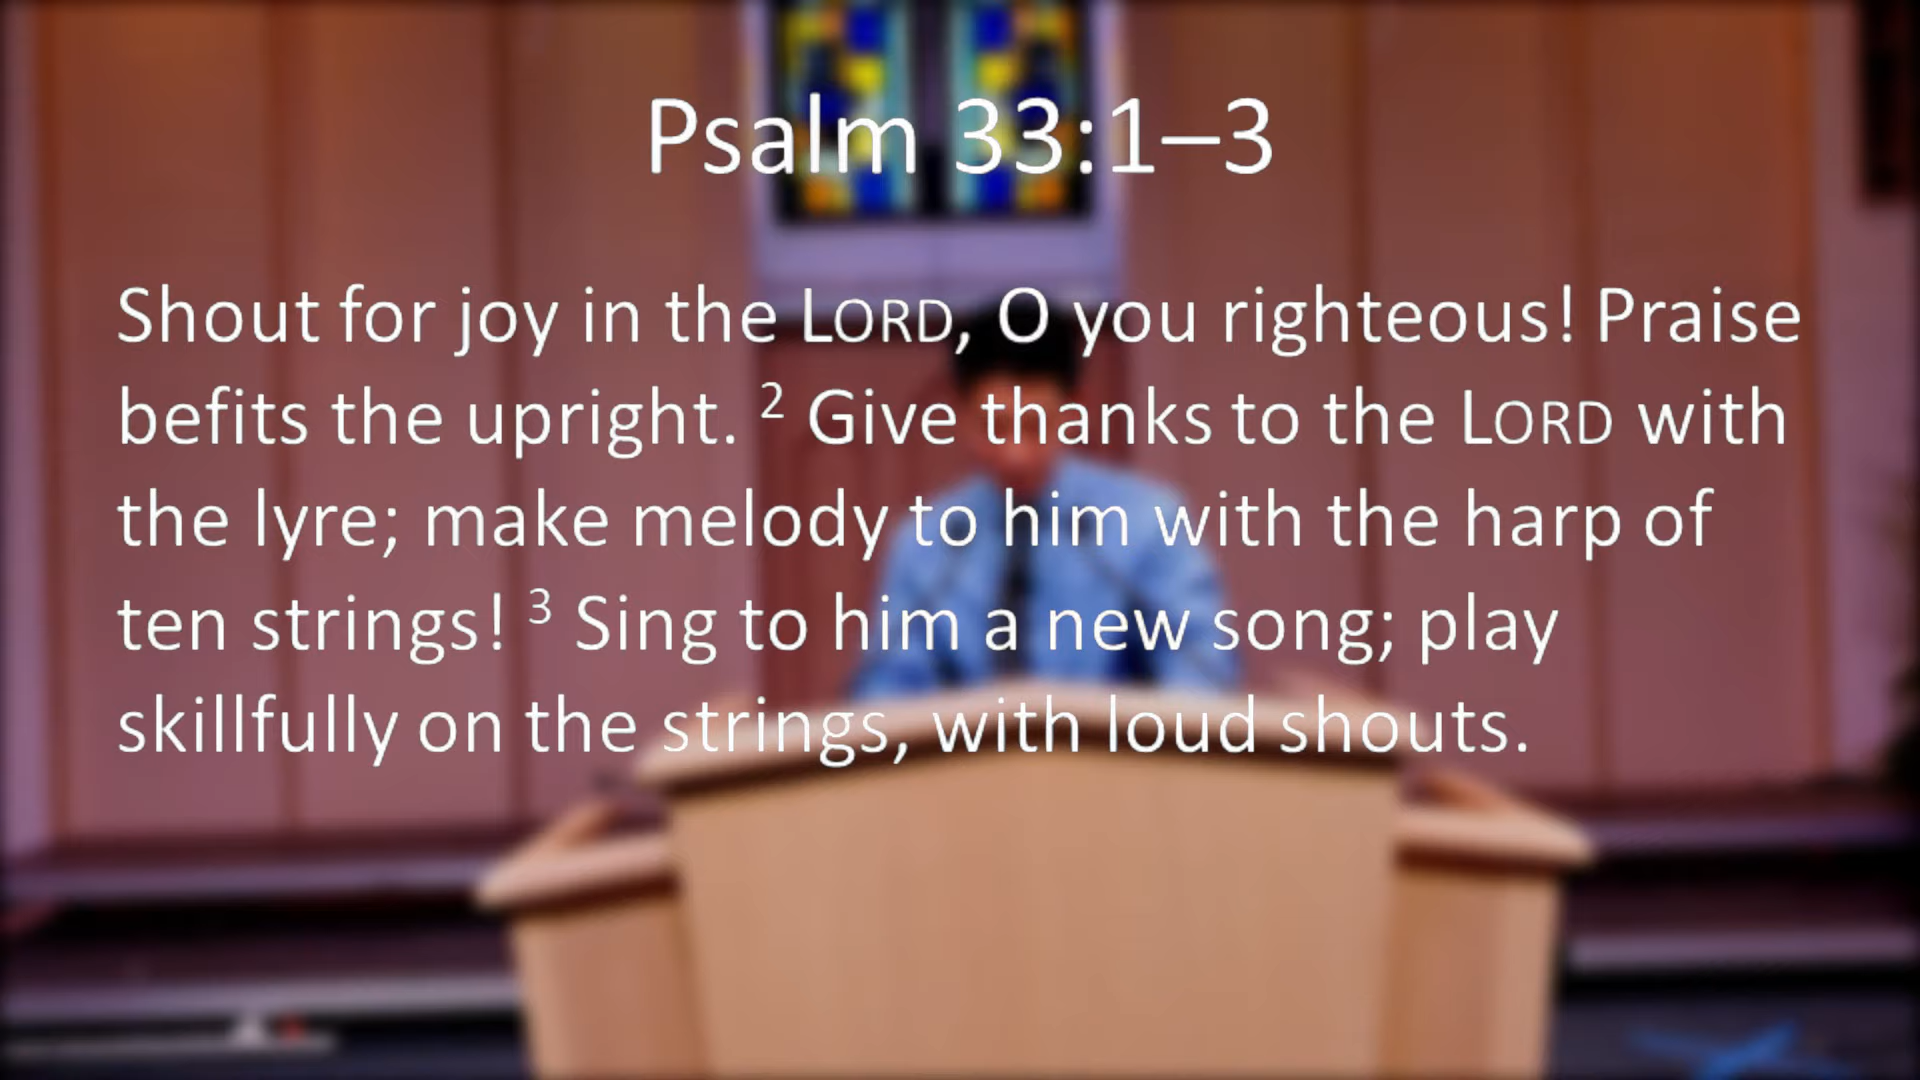 Psalm 33:1–3
Shout for joy in the LORD, O you righteous! Praise
befits the upright. ² Give thanks to the LORD with
the lyre; make melody to him with the harp of
ten strings! ³ Sing to him a new song; play
skillfully on the strings, with loud shouts.